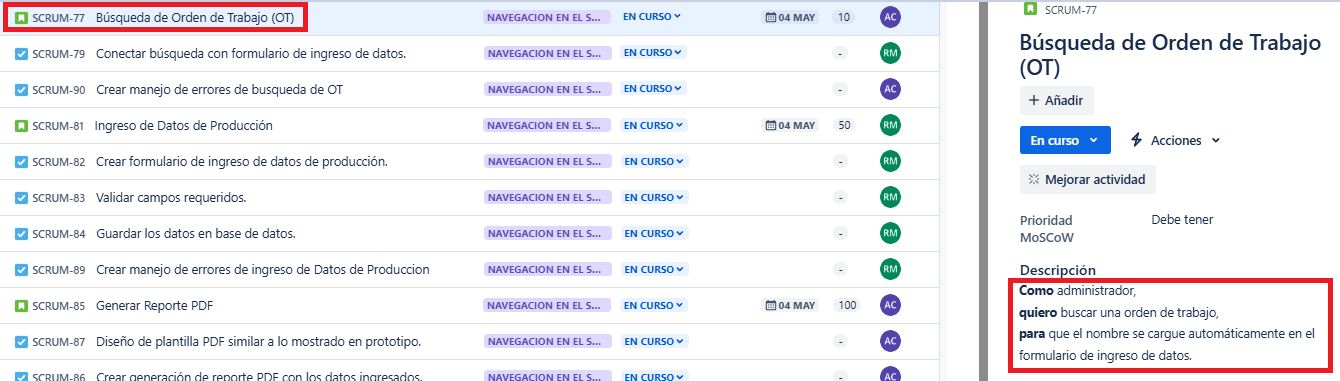 SCRUM-77 Búsqueda de Orden de Trabajo (OT) NAVEGACION EN EL S... EN CURSO 04 MAY 10 AC
SCRUM-79 Conectar búsqueda con formulario de ingreso de datos. NAVEGACION EN EL S... EN CURSO - RM
SCRUM-90 Crear manejo de errores de busqueda de OT NAVEGACION EN EL S... EN CURSO - AC
SCRUM-81 Ingreso de Datos de Producción NAVEGACION EN EL S... EN CURSO 04 MAY 50 RM
SCRUM-82 Crear formulario de ingreso de datos de producción. NAVEGACION EN EL S... EN CURSO - RM
SCRUM-83 Validar campos requeridos. NAVEGACION EN EL S... EN CURSO - RM
SCRUM-84 Guardar los datos en base de datos. NAVEGACION EN EL S... EN CURSO - RM
SCRUM-89 Crear manejo de errores de ingreso de Datos de Produccion NAVEGACION EN EL S... EN CURSO - RM
SCRUM-85 Generar Reporte PDF NAVEGACION EN EL S... EN CURSO 04 MAY 100 AC
SCRUM-87 Diseño de plantilla PDF similar a lo mostrado en prototipo. NAVEGACION EN EL S... EN CURSO - AC
SCRUM-86 Crear generación de reporte PDF con los datos ingresados. NAVEGACION EN EL S... EN CURSO - AC
SCRUM-77
Búsqueda de Orden de Trabajo
(OT)
+ Añadir
En curso Acciones
Mejorar actividad
Prioridad Debe tener
MoSCoW
Descripción
Como administrador,
quiero buscar una orden de trabajo,
para que el nombre se cargue automáticamente en el
formulario de ingreso de datos.